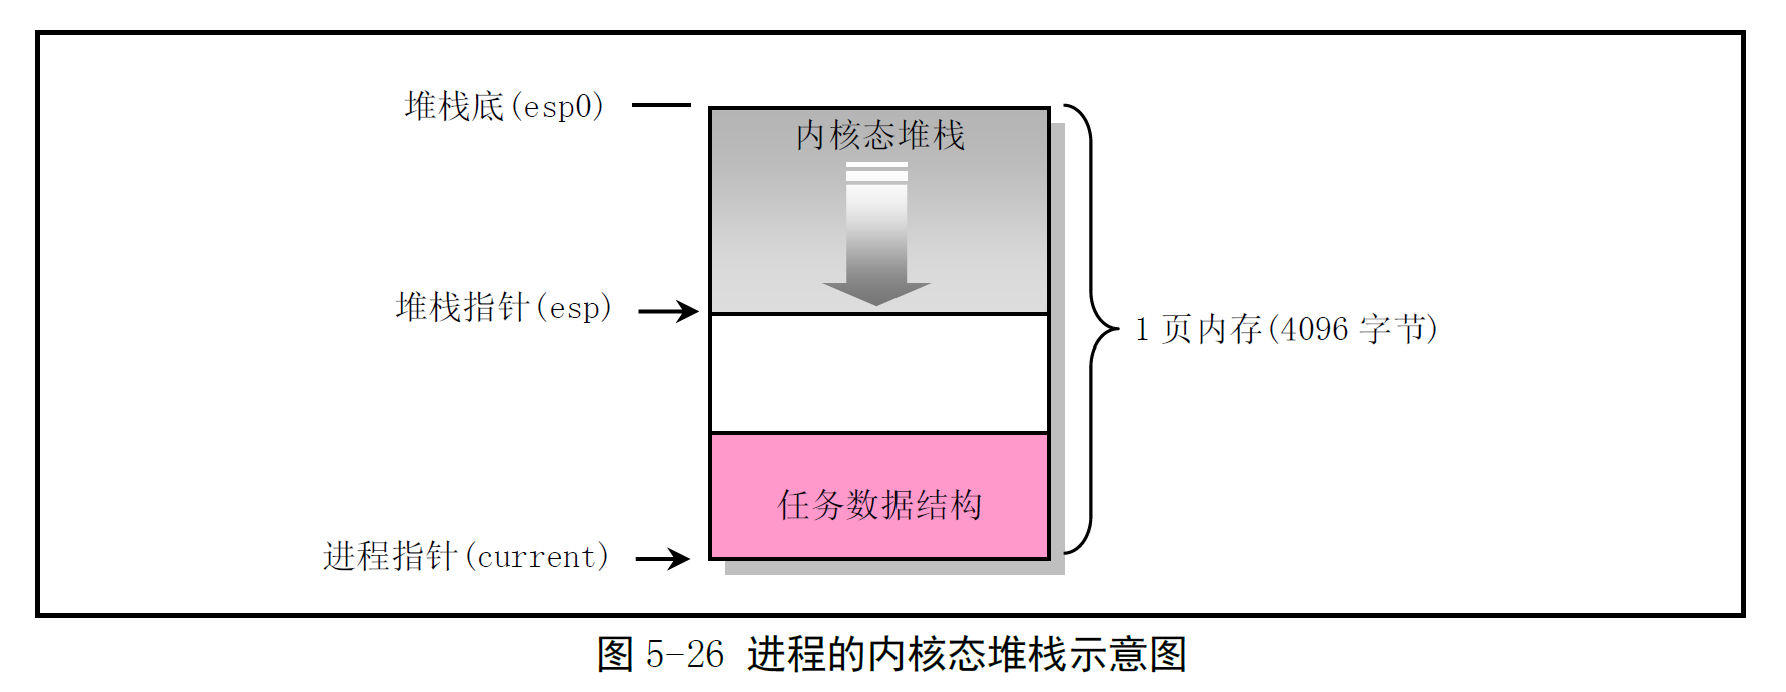 堆栈底(esp0)
内核态堆栈
堆栈指针(esp)
1 页内存(4096 字节)
任务数据结构
进程指针(current)
图 5-26 进程的内核态堆栈示意图